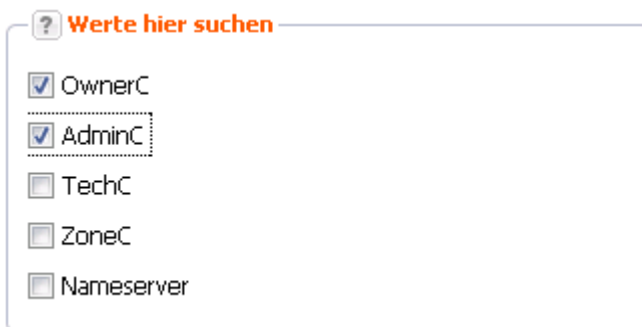 ? Werte hier suchen
OwnerC
AdminC
TechC
ZoneC
Nameserver